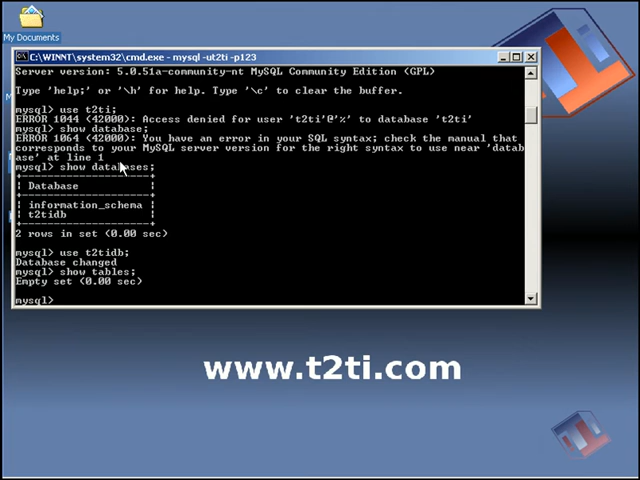 My Documents
C:\WINNT\system32\cmd.exe - mysql -ut2ti -p123
Server version: 5.0.51a-community-nt MySQL Community Edition (GPL)
Type 'help;' or '\h' for help. Type '\c' to clear the buffer.
mysql> use t2ti;
ERROR 1044 (42000): Access denied for user 't2ti'@'%' to database 't2ti'
mysql> show database;
ERROR 1064 (42000): You have an error in your SQL syntax; check the manual that
corresponds to your MySQL server version for the right syntax to use near 'datab
ase' at line 1
mysql> show databases;
+--------------------+
| Database           |
+--------------------+
| information_schema |
| t2tidb             |
+--------------------+
2 rows in set (0.00 sec)
mysql> use t2tidb;
Database changed
mysql> show tables;
Empty set (0.00 sec)
mysql>
www.t2ti.com